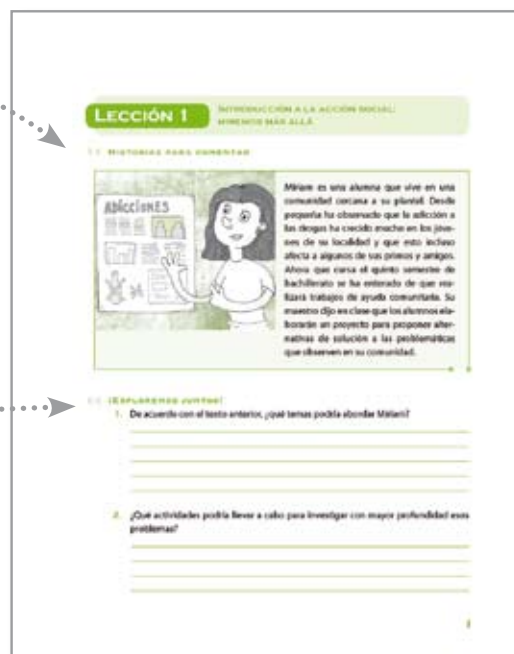 LECCIÓN 1
INTRODUCCIÓN A LA ACCIÓN SOCIAL:
MIREMOS MÁS ALLÁ
HISTORIAS PARA COMENTAR
ADICCIONES
Miriam es una alumna que vive en una
comunidad cercana a su plantel. Desde
pequeña ha observado que la adicción a
las drogas ha crecido mucho en los jóve-
nes de su localidad y que esto incluso
afecta a algunos de sus primos y amigos.
Ahora que cursa el quinto semestre de
bachillerato se ha enterado de que rea-
lizará trabajos de ayuda comunitaria. Su
maestro dijo en clase que los alumnos ela-
borarán un proyecto para proponer alter-
nativas de solución a las problemáticas
que observen en su comunidad.
¡EXPLOREMOS JUNTOS!
1. De acuerdo con el texto anterior, ¿qué temas podría abordar Miriam?
2. ¿Qué actividades podría llevar a cabo para investigar con mayor profundidad esos
problemas?